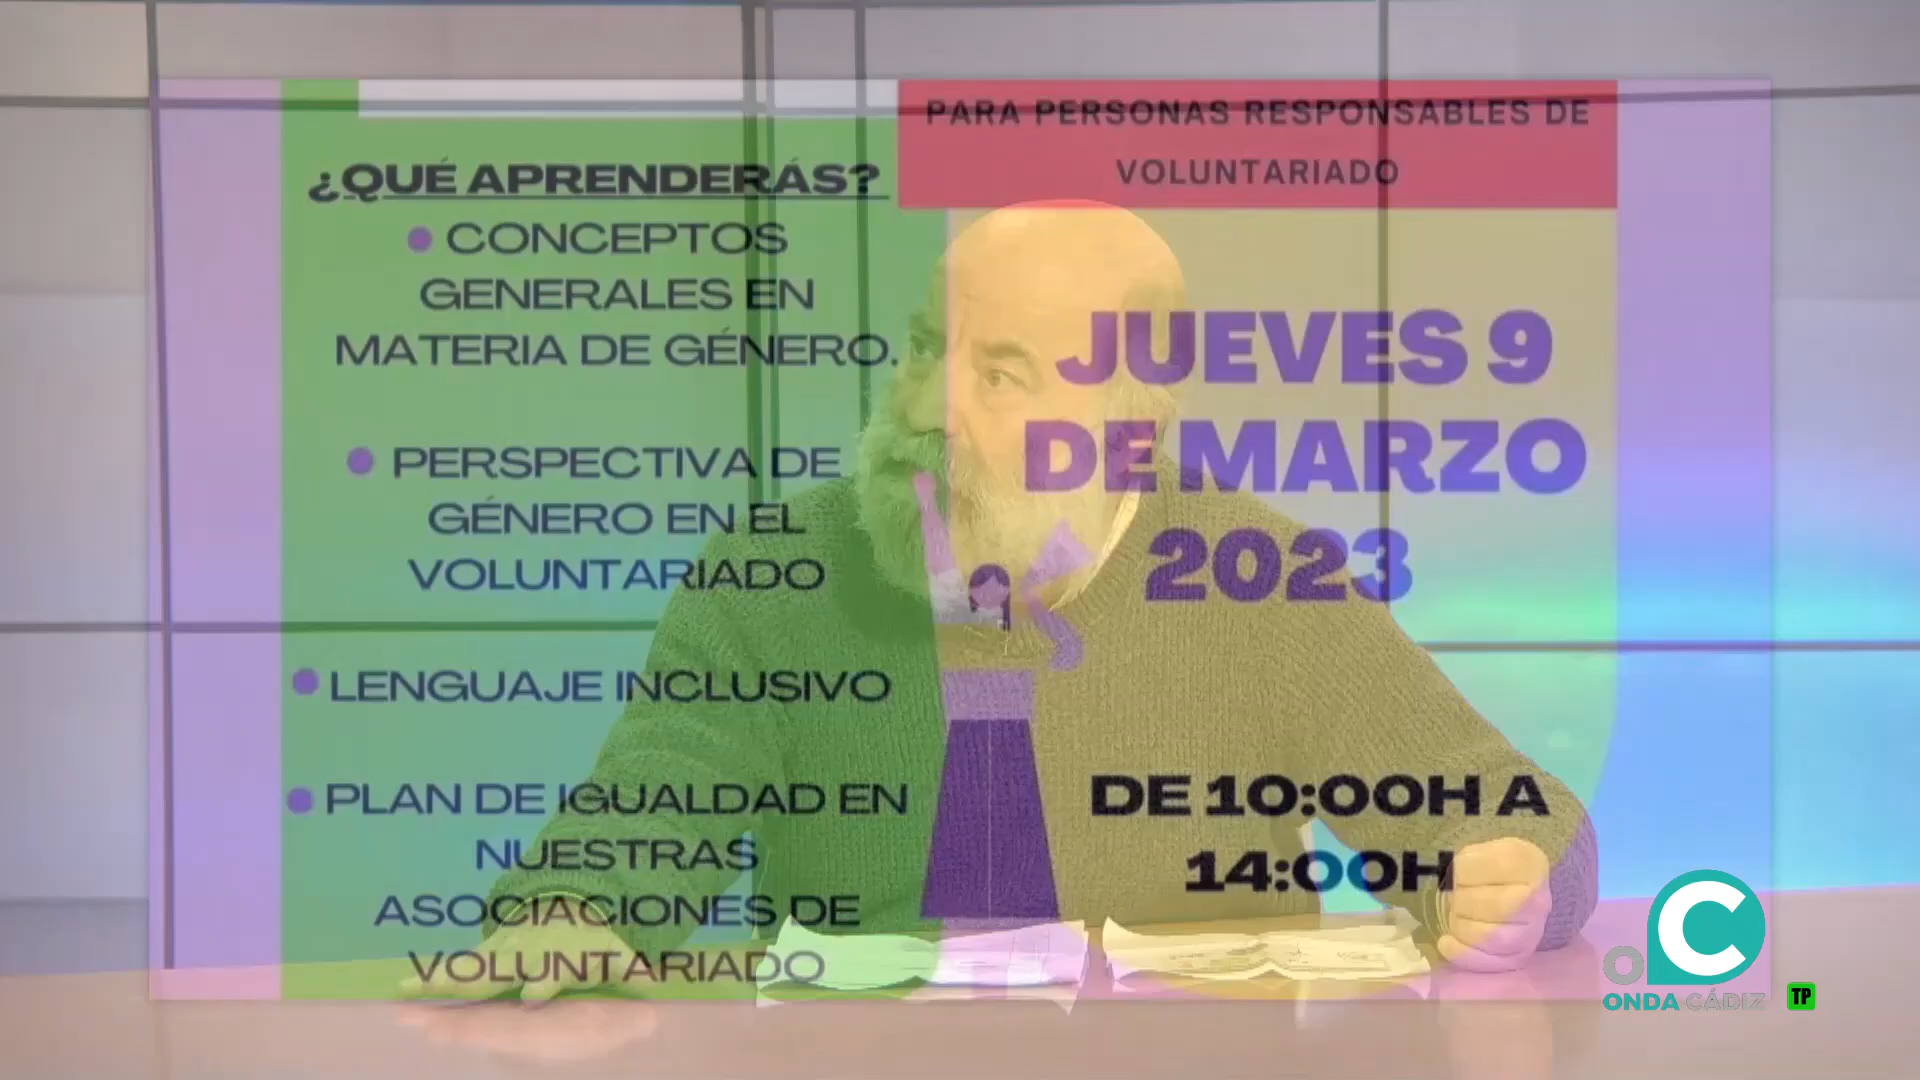 PARA PERSONAS RESPONSABLES DE
VOLUNTARIADO
¿QUÉ APRENDERÁS?
CONCEPTOS
GENERALES EN
MATERIA DE GÉNERO.
PERSPECTIVA DE
GÉNERO EN EL
VOLUNTARIADO
LENGUAJE INCLUSIVO
PLAN DE IGUALDAD EN
NUESTRAS
ASOCIACIONES DE
VOLUNTARIADO
JUEVES 9
DE MARZO
2023
DE 10:00H A
14:00H
OC
ONDA CÁDIZ
TP